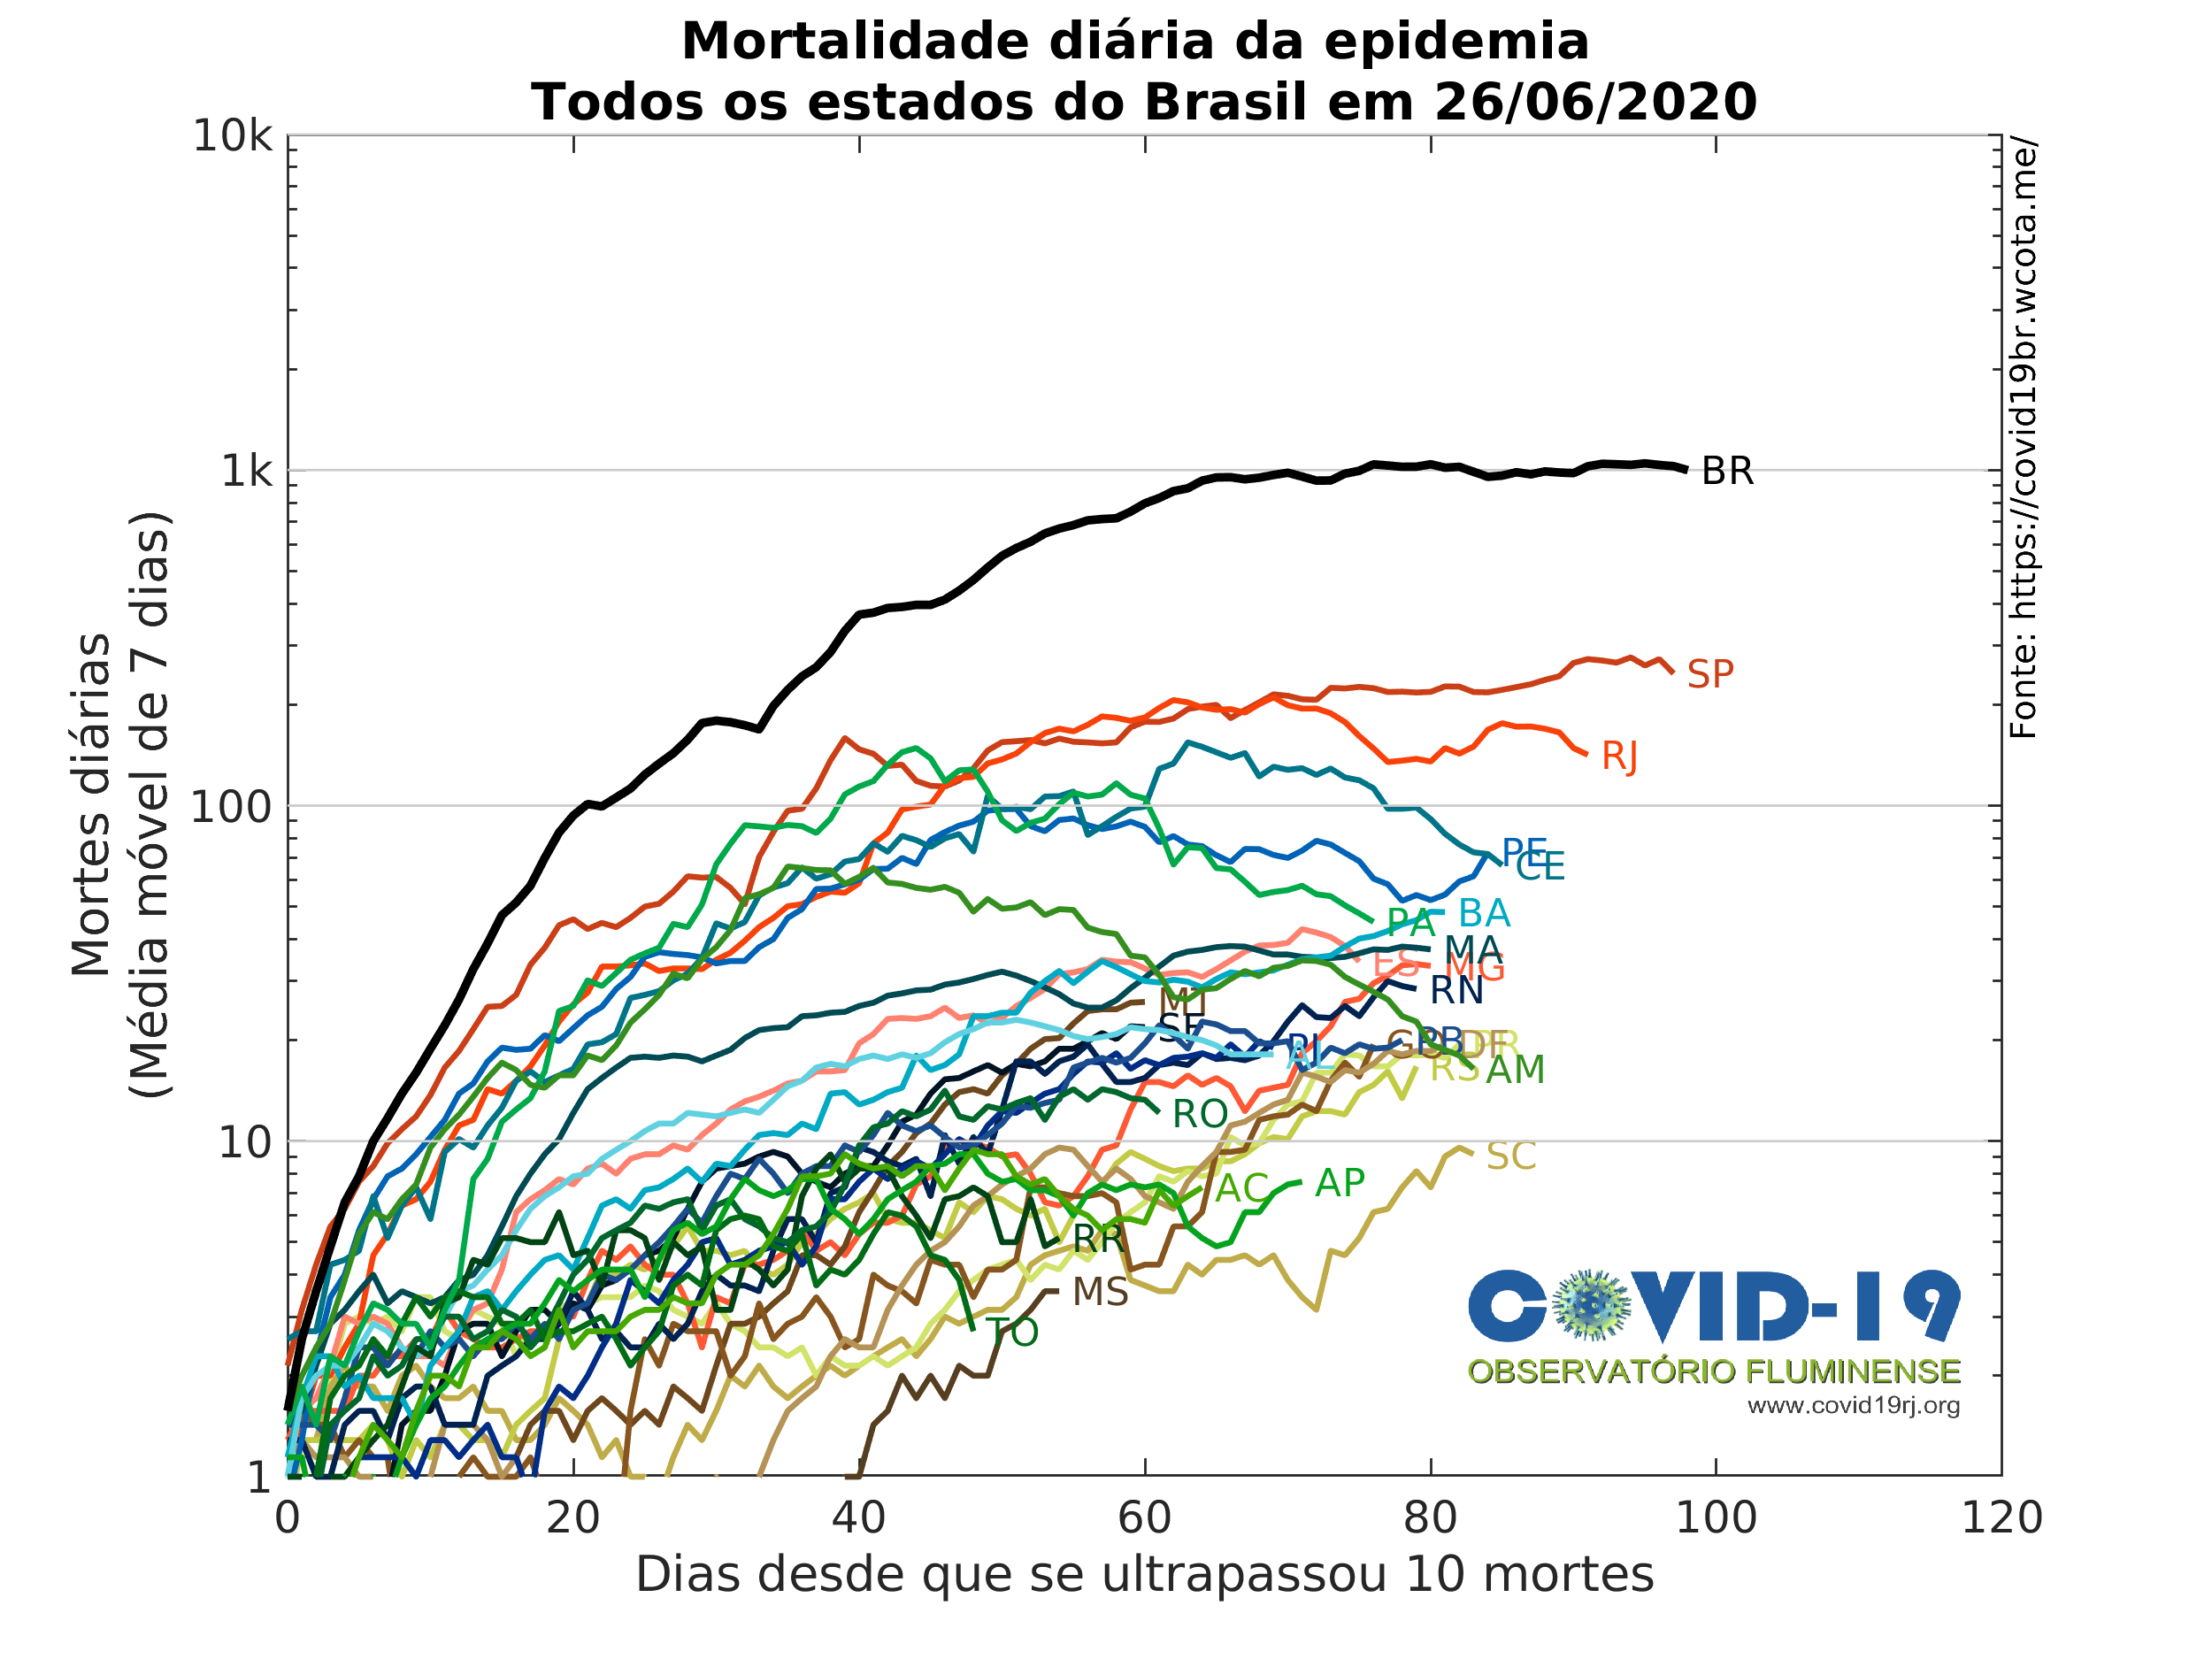 Mortalidade diária da epidemia
Todos os estados do Brasil em 26/06/2020
Fonte: https://covid19br.wcota.me/
Mortes diárias
(Média móvel de 7 dias)
10k
1k
100
10
1
BR
SP
RJ
PE
CE
PA
BA
MA
ES
MG
RN
MT
SE
PI
AL
GO
PB
DF
PR
RS
AM
RO
SC
AC
AP
RR
MS
TO
COVID-19
OBSERVATÓRIO FLUMINENSE
www.covid19rj.org
0 20 40 60 80 100 120
Dias desde que se ultrapassou 10 mortes